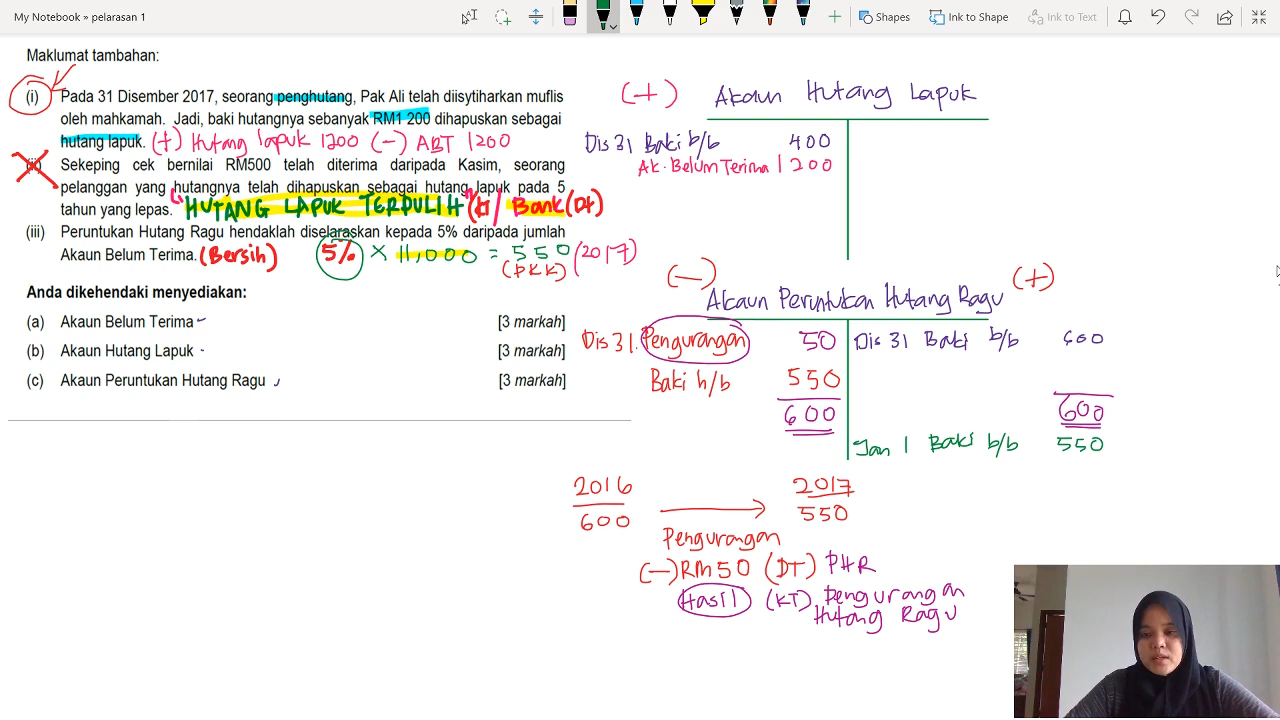 My Notebook » pelarasan 1
Shapes
Ink to Shape
Ink to Text
Maklumat tambahan:
(i) Pada 31 Disember 2017, seorang penghutang, Pak Ali telah diisytiharkan muflis
oleh mahkamah. Jadi, baki hutangnya sebanyak RM1 200 dihapuskan sebagai
hutang lapuk. (+) Hutang lapuk 1200 (-) ABT 1200
(ii) Sekeping cek bernilai RM500 telah diterima daripada Kasim, seorang
pelanggan yang hutangnya telah dihapuskan sebagai hutang lapuk pada 5
tahun yang lepas. HUTANG LAPUK TERPULIH (kt) / Bank (Dt)
(iii) Peruntukan Hutang Ragu hendaklah diselaraskan kepada 5% daripada jumlah
Akaun Belum Terima. (Bersih) 5% × 11,000 = 550 (2017)
(PKK)
Anda dikehendaki menyediakan:
(a) Akaun Belum Terima [3 markah]
(b) Akaun Hutang Lapuk [3 markah]
(c) Akaun Peruntukan Hutang Ragu [3 markah]
(+) Akaun Hutang Lapuk
Dis 31 Baki b/b 400
Ak. Belum Terima 1200
(-) (+)
Akaun Peruntukan Hutang Ragu
Dis 31. Pengurangan 50 Dis 31 Baki b/b 600
Baki h/b 550
600 600
Jan 1 Baki b/b 550
2016 2017
600 550
Pengurangan
(-) RM 50 (DT) PHR
Hasil (KT) Pengurangan
Hutang Ragu